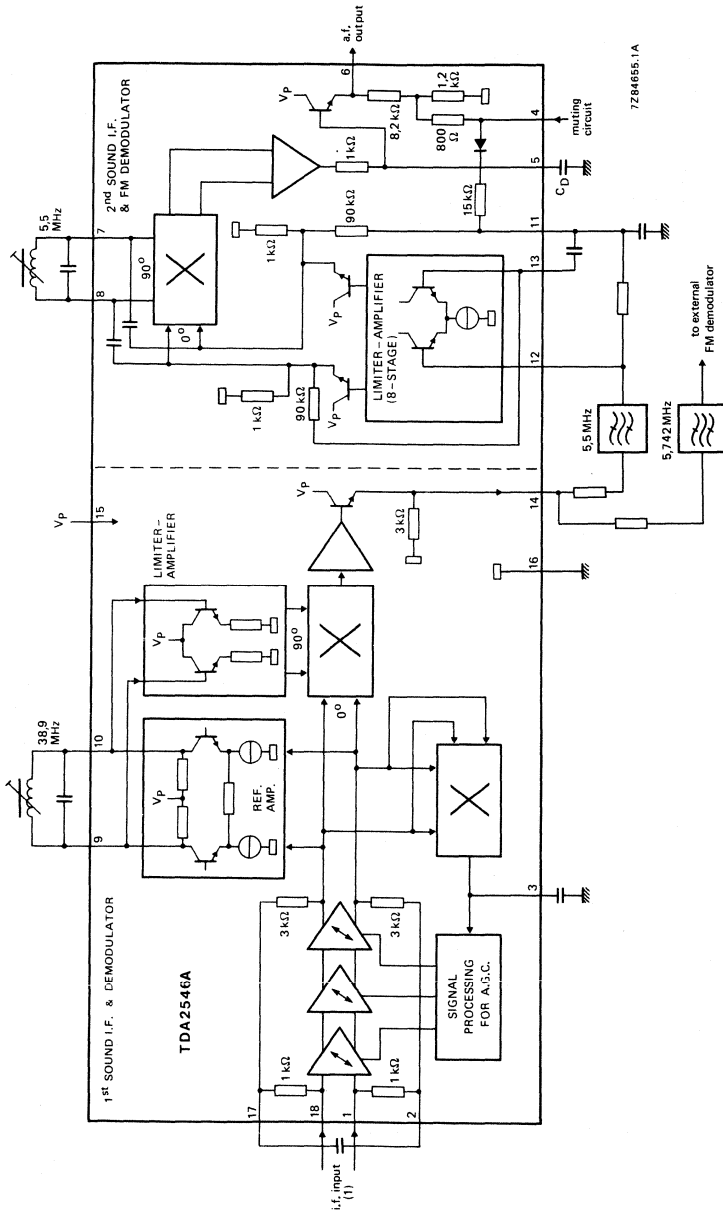 1st SOUND I.F. & DEMODULATOR
TDA2546A
38,9
MHz
9
10
REF.
AMP.
VP
LIMITER-
AMPLIFIER
VP
90°
0°
VP
15
VP
3 kΩ
14
16
17
18
1
2
i.f. input
(1)
1 kΩ
1 kΩ
3 kΩ
3 kΩ
SIGNAL
PROCESSING
FOR A.G.C.
3
2nd SOUND I.F.
& FM DEMODULATOR
5,5
MHz
8
7
90°
0°
1 kΩ
90 kΩ
VP
VP
1 kΩ
90 kΩ
LIMITER-AMPLIFIER
(8-STAGE)
12
13
11
1 kΩ
VP
6
a.f.
output
8,2 kΩ
800
Ω
1,2
kΩ
15 kΩ
5
CD
4
muting
circuit
5,5 MHz
5,742 MHz
to external
FM demodulator
7Z84655.1A